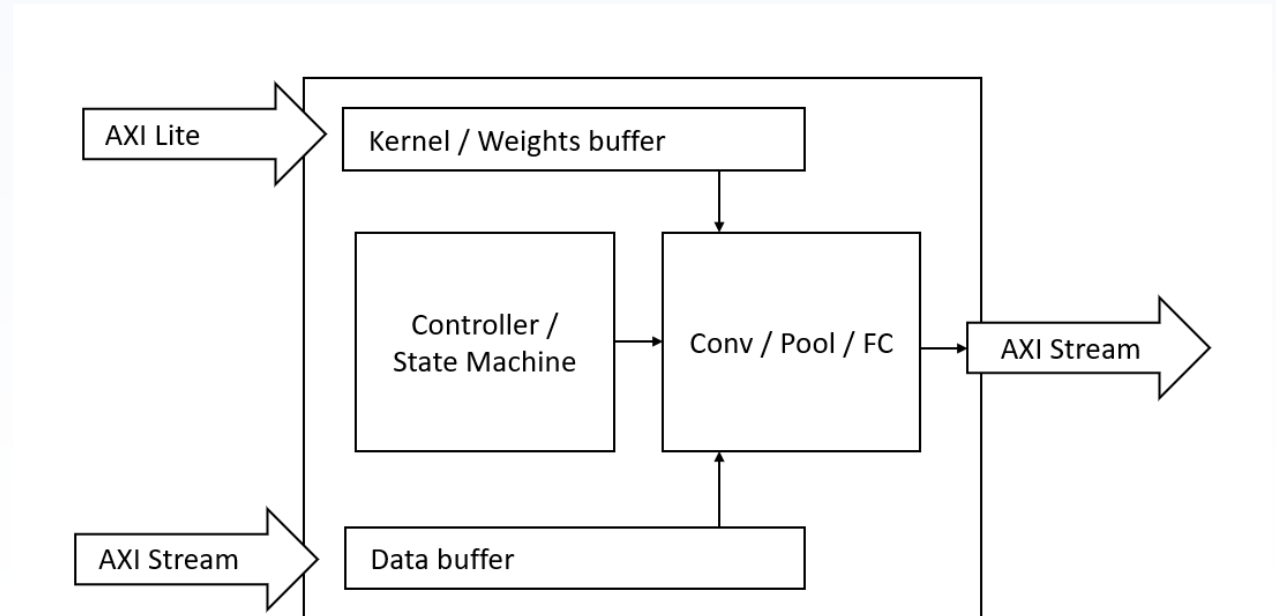 AXI Lite
Kernel / Weights buffer
Controller /
State Machine
Conv / Pool / FC
AXI Stream
AXI Stream
Data buffer